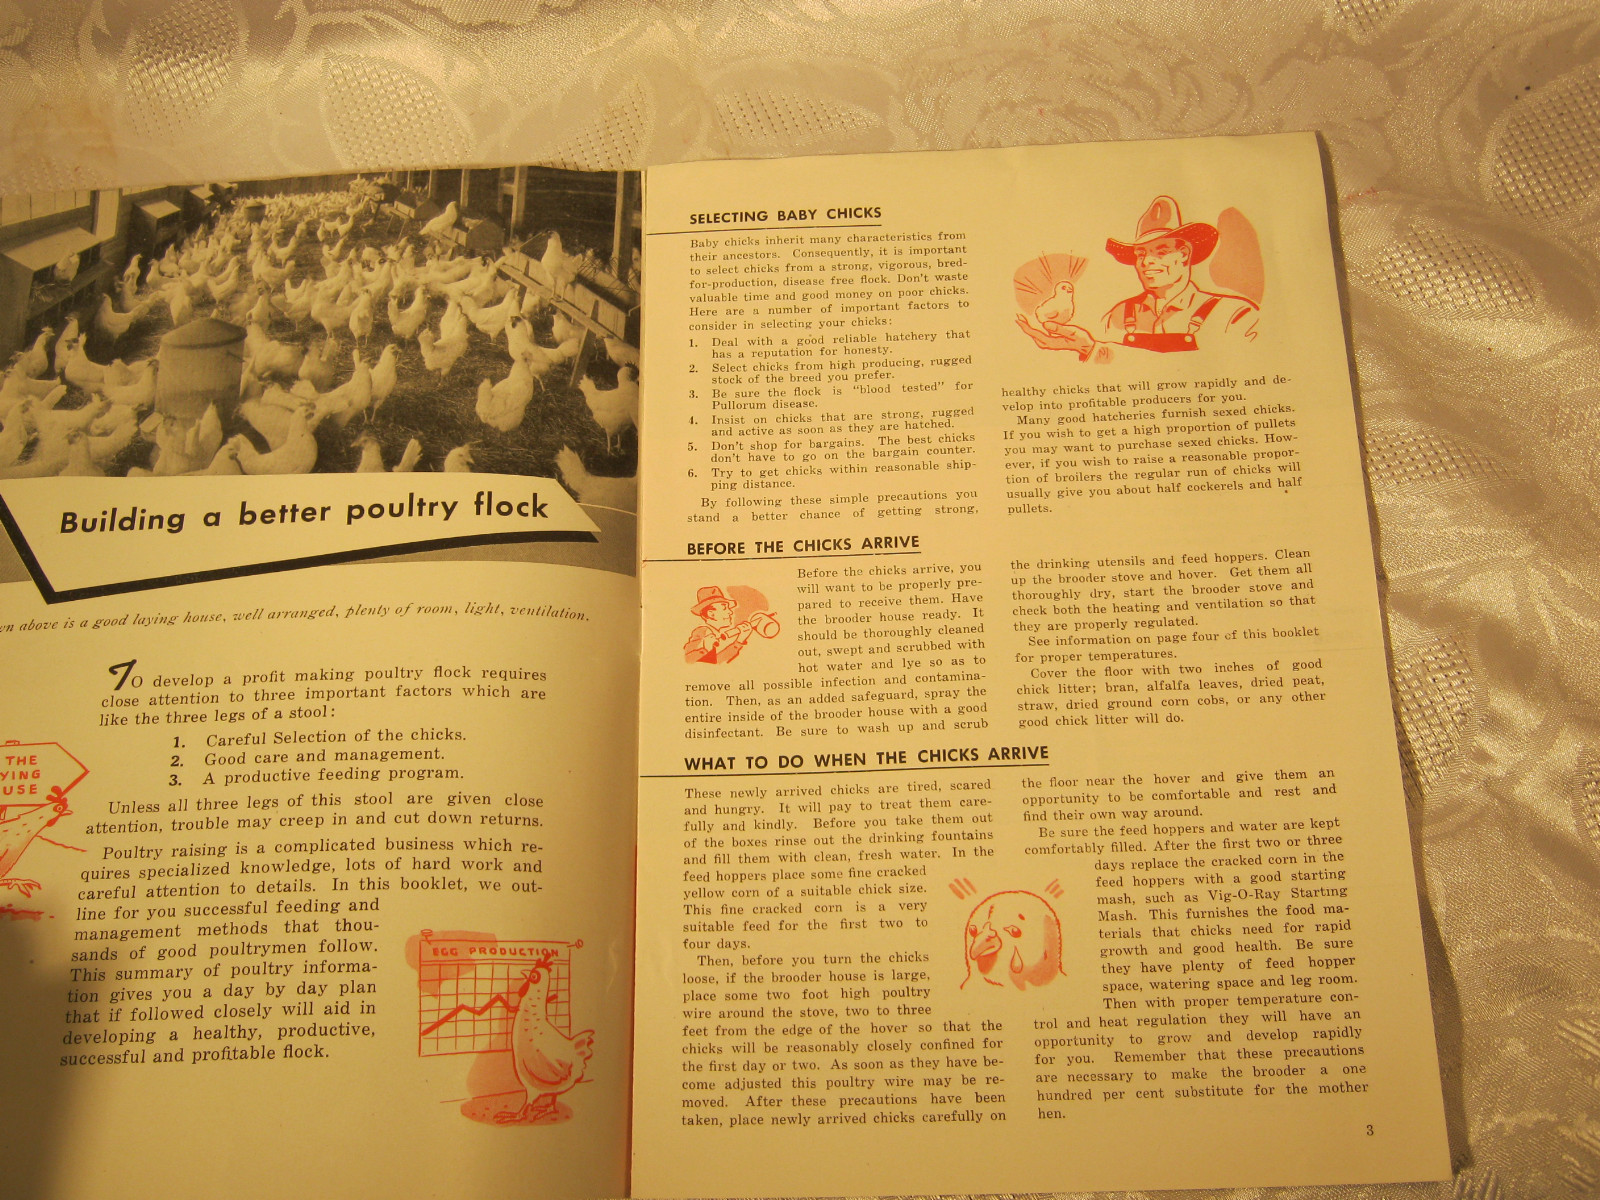 Building a better poultry flock
above is a good laying house, well arranged, plenty of room, light, ventilation.
To develop a profit making poultry flock requires
close attention to three important factors which are
like the three legs of a stool:
1. Careful Selection of the chicks.
2. Good care and management.
3. A productive feeding program.
THE
YING
USE
Unless all three legs of this stool are given close
attention, trouble may creep in and cut down returns.
Poultry raising is a complicated business which re-
quires specialized knowledge, lots of hard work and
careful attention to details. In this booklet, we out-
line for you successful feeding and
management methods that thou-
sands of good poultrymen follow.
This summary of poultry informa-
tion gives you a day by day plan
that if followed closely will aid in
developing a healthy, productive,
successful and profitable flock.
EGG PRODUCTION
SELECTING BABY CHICKS
Baby chicks inherit many characteristics from
their ancestors. Consequently, it is important
to select chicks from a strong, vigorous, bred-
for-production, disease free flock. Don't waste
valuable time and good money on poor chicks.
Here are a number of important factors to
consider in selecting your chicks:
1. Deal with a good reliable hatchery that
has a reputation for honesty.
2. Select chicks from high producing, rugged
stock of the breed you prefer.
3. Be sure the flock is "blood tested" for
Pullorum disease.
4. Insist on chicks that are strong, rugged
and active as soon as they are hatched.
5. Don't shop for bargains. The best chicks
don't have to go on the bargain counter.
6. Try to get chicks within reasonable ship-
ping distance.
By following these simple precautions you
stand a better chance of getting strong,
healthy chicks that will grow rapidly and de-
velop into profitable producers for you.
Many good hatcheries furnish sexed chicks.
If you wish to get a high proportion of pullets
you may want to purchase sexed chicks. How-
ever, if you wish to raise a reasonable propor-
tion of broilers the regular run of chicks will
usually give you about half cockerels and half
pullets.
BEFORE THE CHICKS ARRIVE
Before the chicks arrive, you
will want to be properly pre-
pared to receive them. Have
the brooder house ready. It
should be thoroughly cleaned
out, swept and scrubbed with
hot water and lye so as to
remove all possible infection and contamina-
tion. Then, as an added safeguard, spray the
entire inside of the brooder house with a good
disinfectant. Be sure to wash up and scrub
the drinking utensils and feed hoppers. Clean
up the brooder stove and hover. Get them all
thoroughly dry, start the brooder stove and
check both the heating and ventilation so that
they are properly regulated.
See information on page four of this booklet
for proper temperatures.
Cover the floor with two inches of good
chick litter; bran, alfalfa leaves, dried peat,
straw, dried ground corn cobs, or any other
good chick litter will do.
WHAT TO DO WHEN THE CHICKS ARRIVE
These newly arrived chicks are tired, scared
and hungry. It will pay to treat them care-
fully and kindly. Before you take them out
of the boxes rinse out the drinking fountains
and fill them with clean, fresh water. In the
feed hoppers place some fine cracked
yellow corn of a suitable chick size.
This fine cracked corn is a very
suitable feed for the first two to
four days.
Then, before you turn the chicks
loose, if the brooder house is large,
place some two foot high poultry
wire around the stove, two to three
feet from the edge of the hover so that the
chicks will be reasonably closely confined for
the first day or two. As soon as they have be-
come adjusted this poultry wire may be re-
moved. After these precautions have been
taken, place newly arrived chicks carefully on
the floor near the hover and give them an
opportunity to be comfortable and rest and
find their own way around.
Be sure the feed hoppers and water are kept
comfortably filled. After the first two or three
days replace the cracked corn in the
feed hoppers with a good starting
mash, such as Vig-O-Ray Starting
Mash. This furnishes the food ma-
terials that chicks need for rapid
growth and good health. Be sure
they have plenty of feed hopper
space, watering space and leg room.
Then with proper temperature con-
trol and heat regulation they will have an
opportunity to grow and develop rapidly
for you. Remember that these precautions
are necessary to make the brooder a one
hundred per cent substitute for the mother
hen.
3